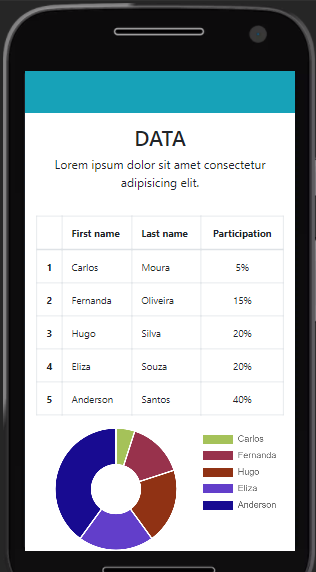 DATA
Lorem ipsum dolor sit amet consectetur
adipisicing elit.
First name Last name Participation
1 Carlos Moura 5%
2 Fernanda Oliveira 15%
3 Hugo Silva 20%
4 Eliza Souza 20%
5 Anderson Santos 40%
Carlos
Fernanda
Hugo
Eliza
Anderson